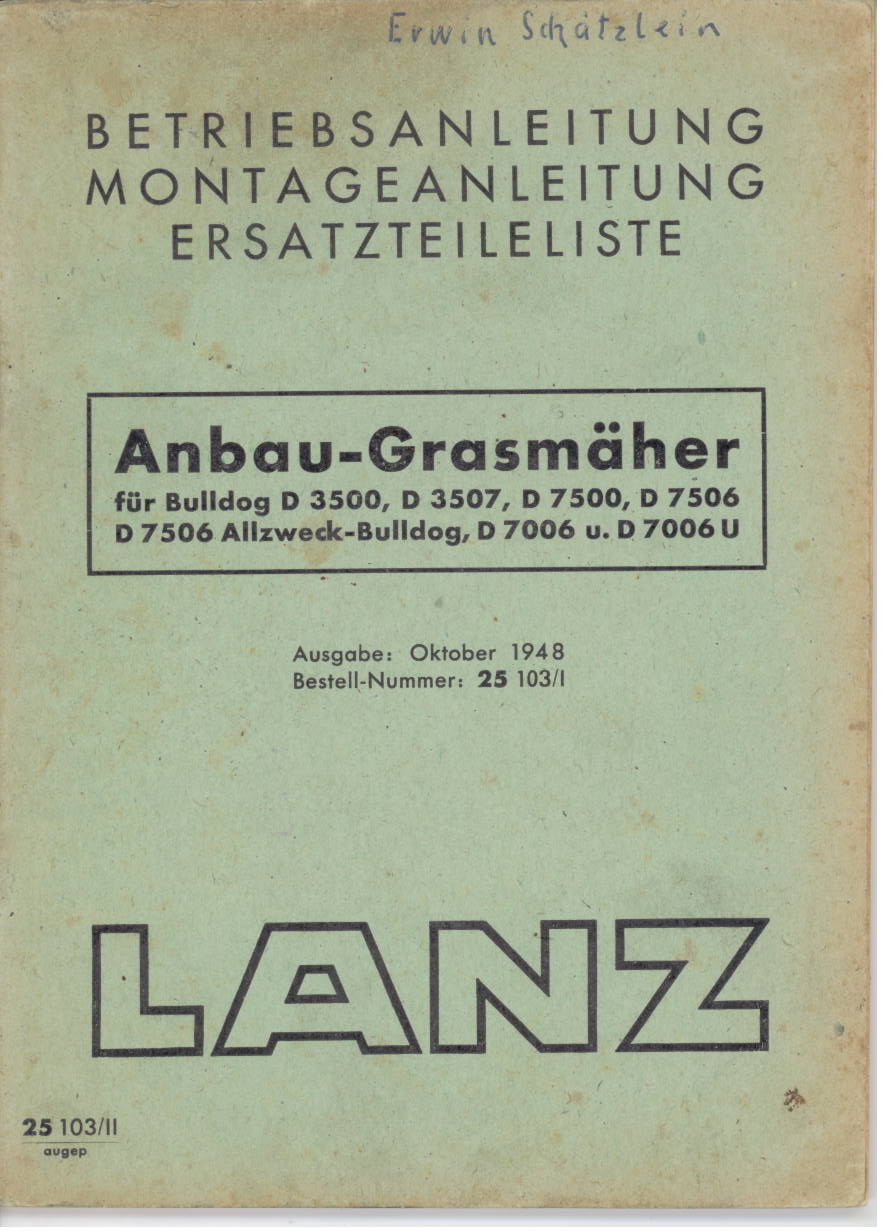 Erwin Schätzlein
BETRIEBSANLEITUNG
MONTAGEANLEITUNG
ERSATZTEILELISTE
Anbau-Grasmäher
für Bulldog D 3500, D 3507, D 7500, D 7506
D 7506 Allzweck-Bulldog, D 7006 u. D 7006 U
Ausgabe: Oktober 1948
Bestell-Nummer: 25 103/I
LANZ
25 103/II
augep